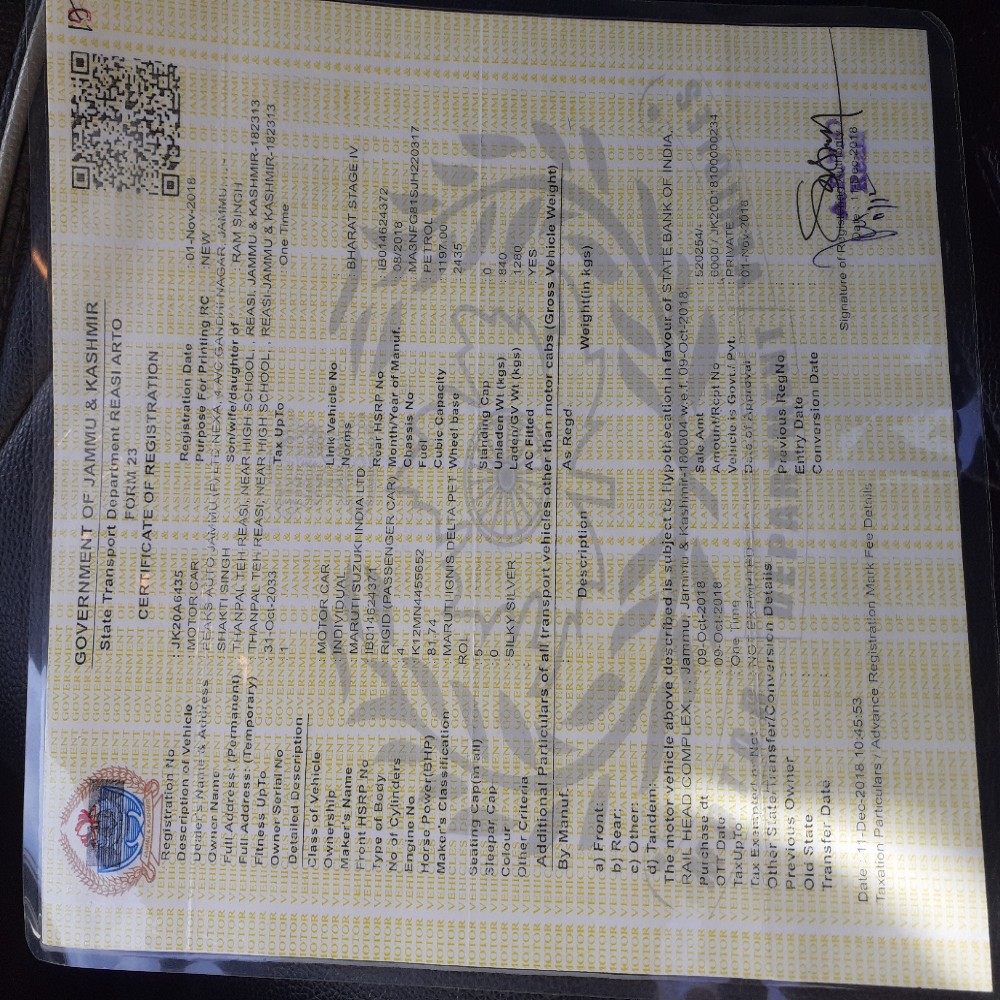 12
GOVERNMENT OF JAMMU & KASHMIR
State Transport Department REASI ARTO
FORM 23
CERTIFICATE OF REGISTRATION
Registration No : JK20A6435 Registration Date : 01-Nov-2018
Description of Vehicle : MOTOR CAR Purpose For Printing RC : NEW
Dealer's Name & Address : PEAKS AUTO JAMMU (P) LTD NEXA, 4 A/C GANDHI NAGAR, JAMMU, , -
Owner Name : SHAKTI SINGH Son/wife/daughter of : RAM SINGH
Full Address: (Permanent) : THANPAL TEH REASI, NEAR HIGH SCHOOL, , REASI-JAMMU & KASHMIR-182313
Full Address: (Temporary) : THANPAL TEH REASI, NEAR HIGH SCHOOL, , REASI-JAMMU & KASHMIR-182313
Fitness UpTo : 31-Oct-2033 Tax UpTo : One Time
Owner Serial No : 1
Detailed Description
Class of Vehicle : MOTOR CAR
Ownership : INDIVIDUAL Link Vehicle No
Maker's Name : MARUTI SUZUKI INDIA LTD Norms : BHARAT STAGE IV
Front HSRP No : IB014624371 Rear HSRP No : IB014624372
Type of Body : RIGID (PASSENGER CAR) Month/Year of Manuf. : 08/2018
No of Cylinders : 4 Chassis No : MA3NFG81SJH220317
Engine No : K12MN4455652 Fuel : PETROL
Horse Power(BHP) : 81.74 Cubic Capacity : 1197.00
Maker's Classification : MARUTI IGNIS DELTA PET Wheel base : 2435
ROL
Seating Cap(in all) : 5 Standing Cap : 0
Sleepar Cap : 0 Unladen Wt (kgs) : 840
Colour : SILKY SILVER Laden/GV Wt (kgs) : 1280
Other Criteria AC Fitted : YES
Additional Particulars of all transport vehicles other than motor cabs (Gross Vehicle Weight)
By Manuf. As Regd
Description Weight(in kgs)
a) Front:
b) Rear:
c) Other:
d) Tandem:
The motor vehicle above described is subject to Hypothecation in favour of STATE BANK OF INDIA,
RAIL HEAD COMPLEX, , , Jammu, Jammu & Kashmir-180004 w.e.f. 09-Oct-2018.
Purchase dt : 09-Oct-2018 Sale Amt : 520254/-
OTT Date : 09-Oct-2018 Amount/Rcpt No : 6000 / JK20D18100000234
TaxUpTo : One Time Vehicle is Govt./ Pvt. : PRIVATE
Tax Exempted or Not : NOT EXEMPTED Date of Approval : 01-Nov-2018
Other State/Transfer/Conversion Details
Previous Owner : Previous RegNo
Old State : Entry Date
Transfer Date : Conversion Date
Signature of Registering Authority
Date : 11-Dec-2018 10:45:53 Date : 11-Dec-2018
Taxation Particulars / Advance Registration Mark Fee Details
DEPARTMENT